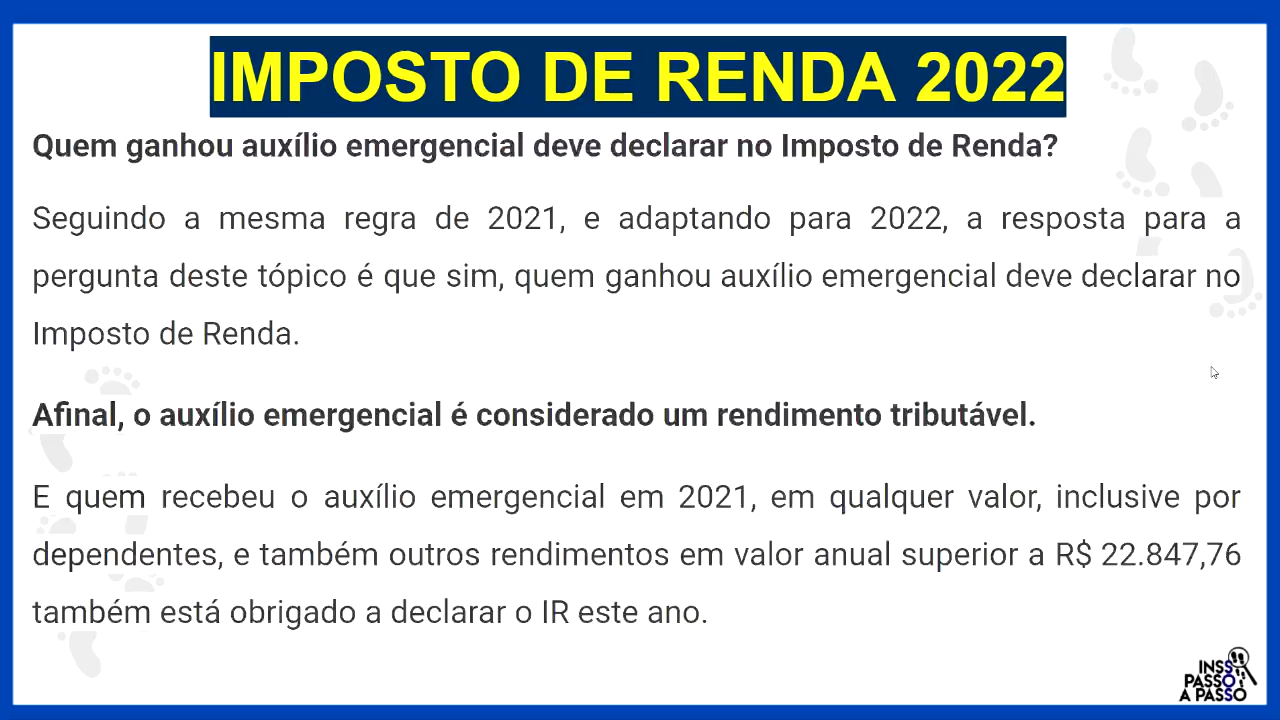 IMPOSTO DE RENDA 2022
Quem ganhou auxílio emergencial deve declarar no Imposto de Renda?
Seguindo a mesma regra de 2021, e adaptando para 2022, a resposta para a
pergunta deste tópico é que sim, quem ganhou auxílio emergencial deve declarar no
Imposto de Renda.
Afinal, o auxílio emergencial é considerado um rendimento tributável.
E quem recebeu o auxílio emergencial em 2021, em qualquer valor, inclusive por
dependentes, e também outros rendimentos em valor anual superior a R$ 22.847,76
também está obrigado a declarar o IR este ano.
INSS
PASSO
A PASSO